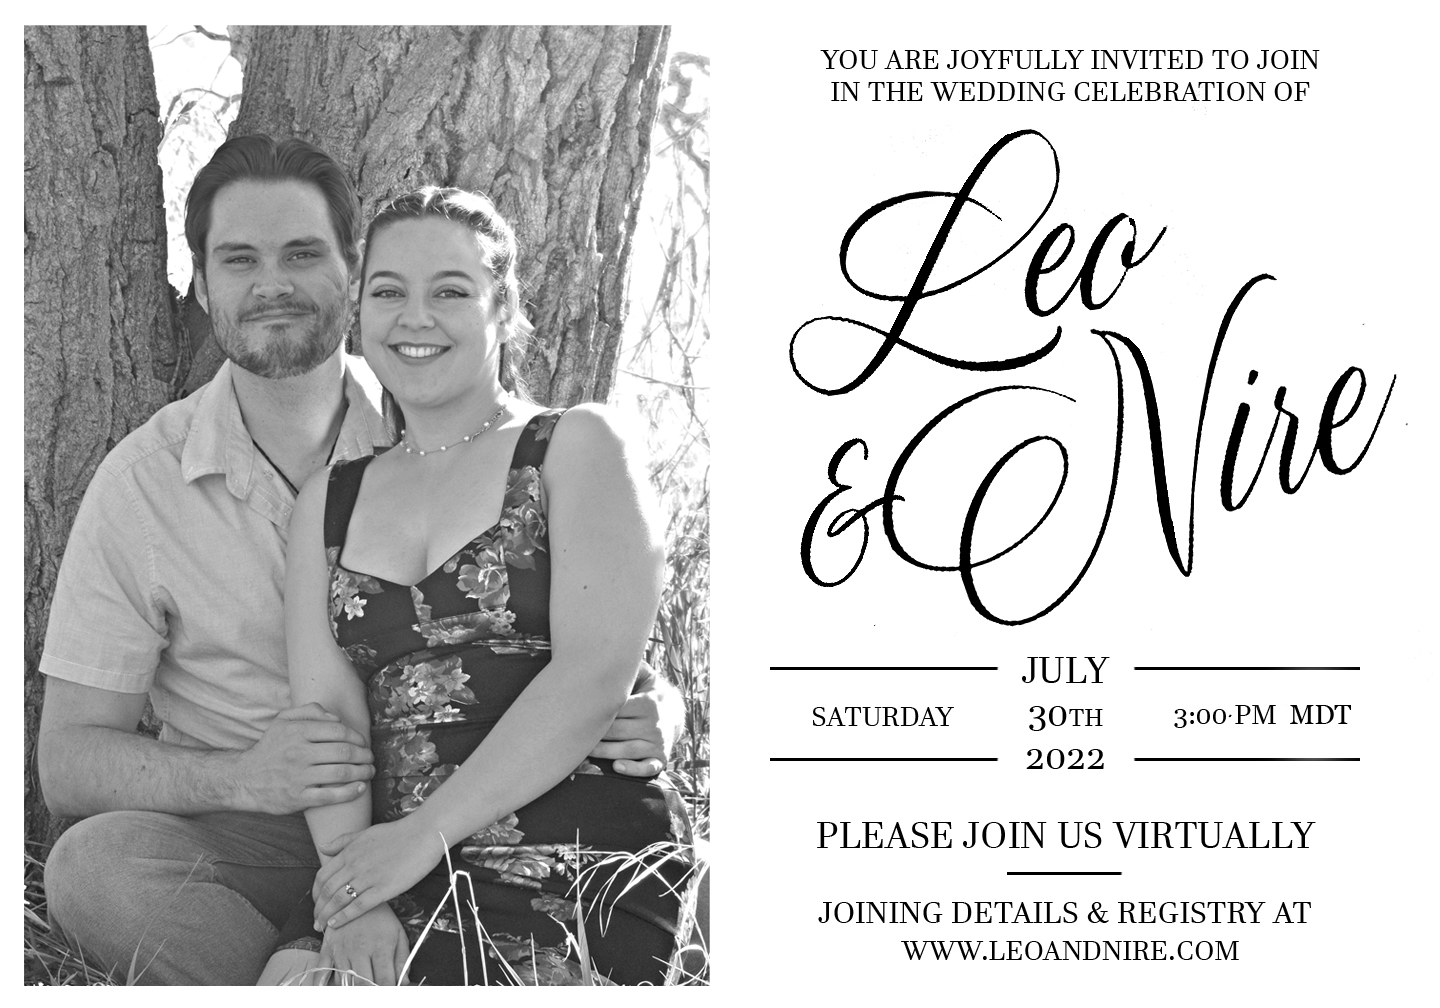 YOU ARE JOYFULLY INVITED TO JOIN
IN THE WEDDING CELEBRATION OF
Leo
& Nire
JULY
SATURDAY 30TH 3:00 PM MDT
2022
PLEASE JOIN US VIRTUALLY
JOINING DETAILS & REGISTRY AT
WWW.LEOANDNIRE.COM